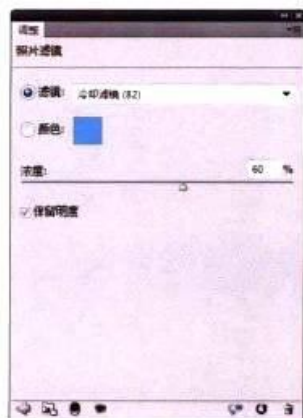 调整
照片滤镜
滤镜: 冷却滤镜 (82)
颜色:
浓度: 60 %
保留明度